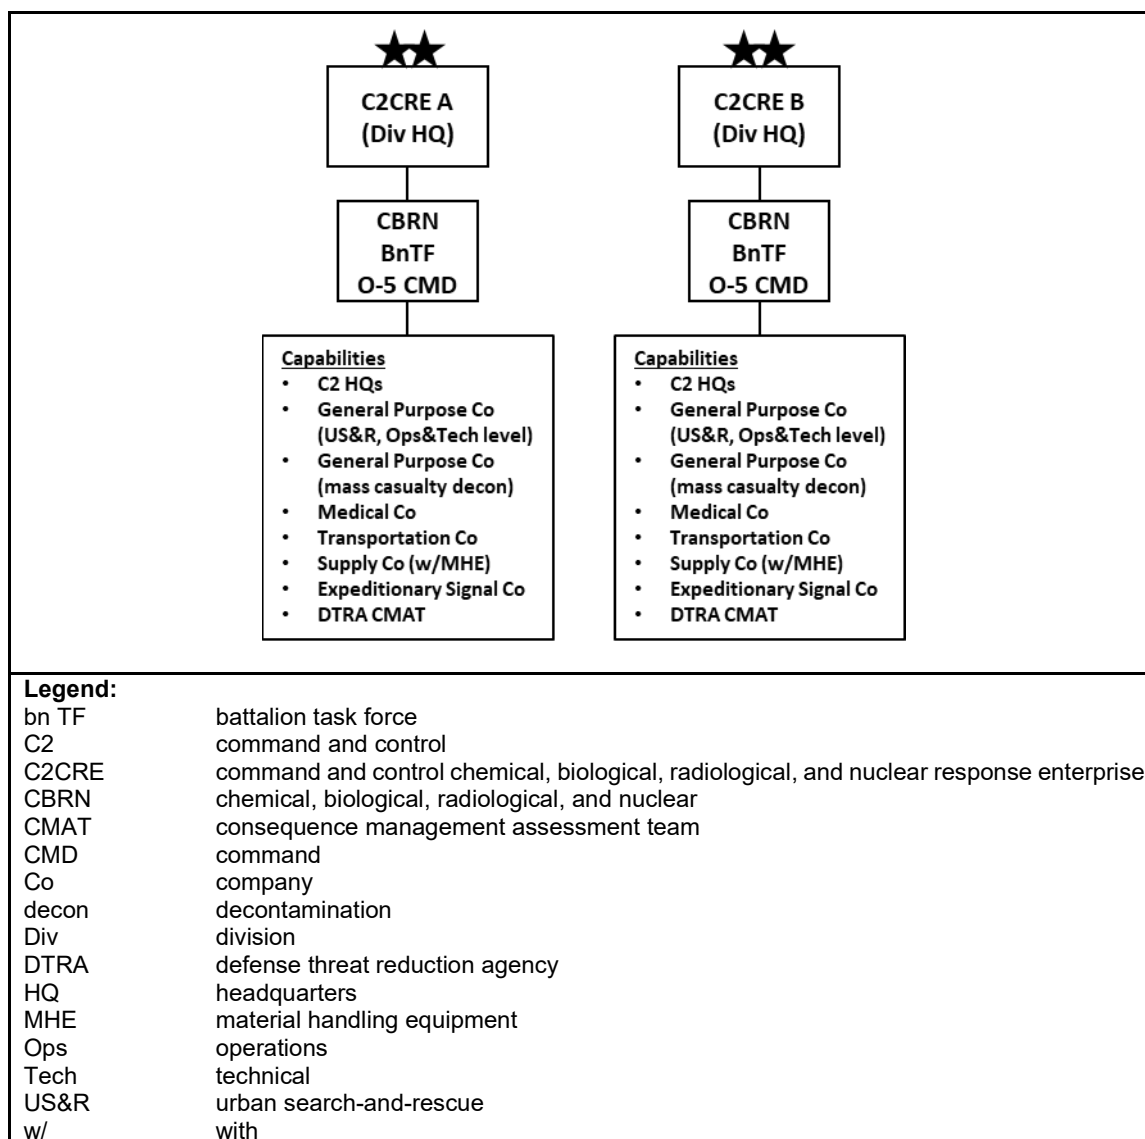 C2CRE A
(Div HQ)
CBRN
BnTF
O-5 CMD
Capabilities
• C2 HQs
• General Purpose Co
(US&R, Ops&Tech level)
• General Purpose Co
(mass casualty decon)
• Medical Co
• Transportation Co
• Supply Co (w/MHE)
• Expeditionary Signal Co
• DTRA CMAT
C2CRE B
(Div HQ)
CBRN
BnTF
O-5 CMD
Capabilities
• C2 HQs
• General Purpose Co
(US&R, Ops&Tech level)
• General Purpose Co
(mass casualty decon)
• Medical Co
• Transportation Co
• Supply Co (w/MHE)
• Expeditionary Signal Co
• DTRA CMAT
Legend:
bn TF battalion task force
C2 command and control
C2CRE command and control chemical, biological, radiological, and nuclear response enterprise
CBRN chemical, biological, radiological, and nuclear
CMAT consequence management assessment team
CMD command
Co company
decon decontamination
Div division
DTRA defense threat reduction agency
HQ headquarters
MHE material handling equipment
Ops operations
Tech technical
US&R urban search-and-rescue
w/ with